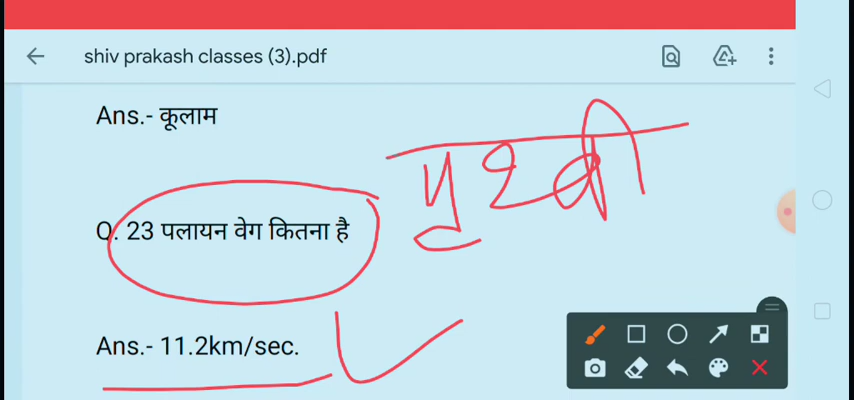 shiv prakash classes (3).pdf
Ans.- कूलाम
पुथ्वी
Q. 23 पलायन वेग कितना है
Ans.- 11.2km/sec.